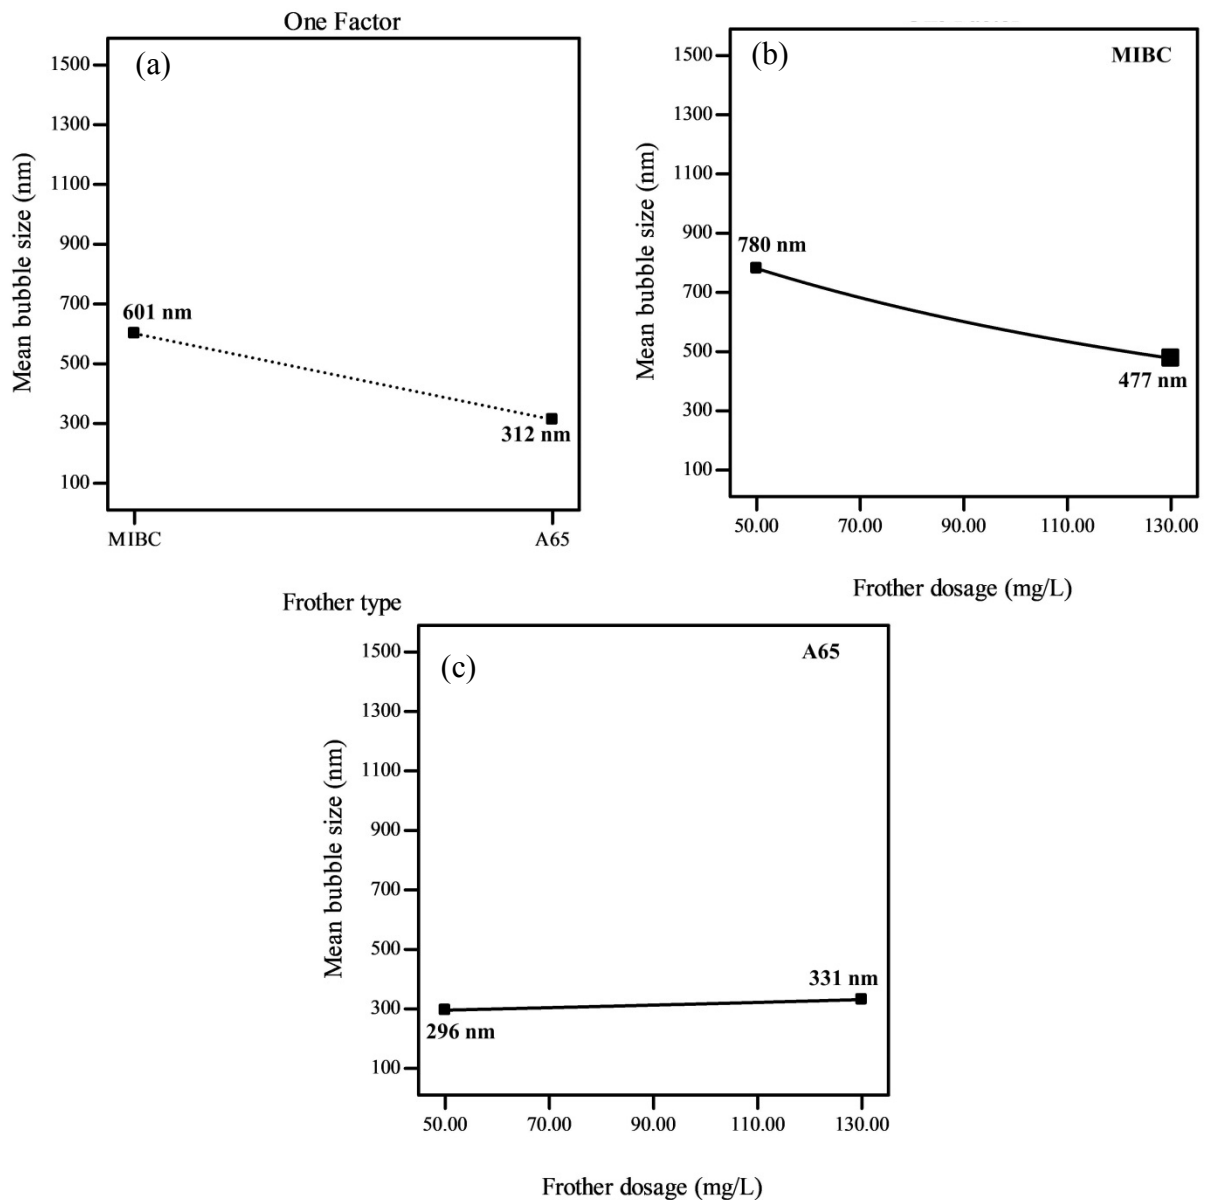 One Factor
(a)
Mean bubble size (nm)
1500
1300
1100
900
700
500
300
100
601 nm
312 nm
MIBC
A65
Frother type
(b)
MIBC
Mean bubble size (nm)
1500
1300
1100
900
700
500
300
100
780 nm
477 nm
50.00 70.00 90.00 110.00 130.00
Frother dosage (mg/L)
(c)
A65
Mean bubble size (nm)
1500
1300
1100
900
700
500
300
100
296 nm
331 nm
50.00 70.00 90.00 110.00 130.00
Frother dosage (mg/L)